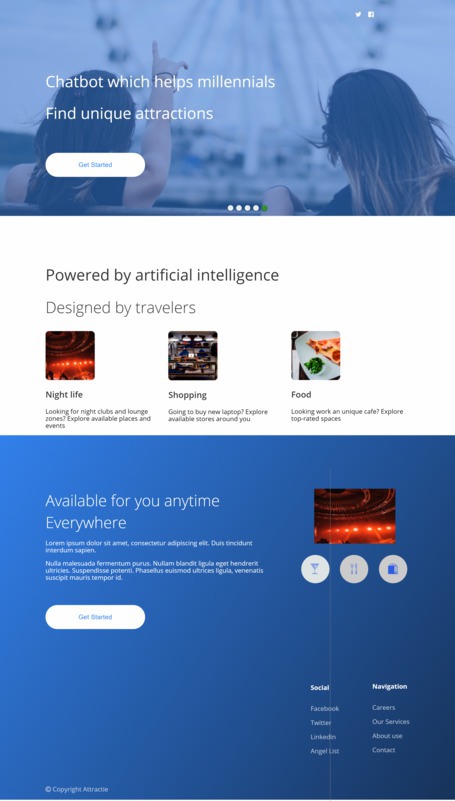 Chatbot which helps millennials
Find unique attractions
Get Started
Powered by artificial intelligence
Designed by travelers
Night life
Looking for night clubs and lounge
zones? Explore available places and
events
Shopping
Going to buy new laptop? Explore
available stores around you
Food
Looking work an unique cafe? Explore
top-rated spaces
Available for you anytime
Everywhere
Lorem ipsum dolor sit amet, consectetur adipiscing elit. Duis tincidunt
interdum sapien.
Nulla malesuada fermentum purus. Nullam blandit ligula eget hendrerit
ultricies. Suspendisse potenti. Phasellus euismod ultrices ligula, venenatis
suscipit mauris tempor id.
Get Started
Social
Facebook
Twitter
Linkedin
Angel List
Navigation
Careers
Our Services
About use
Contact
© Copyright Attractie